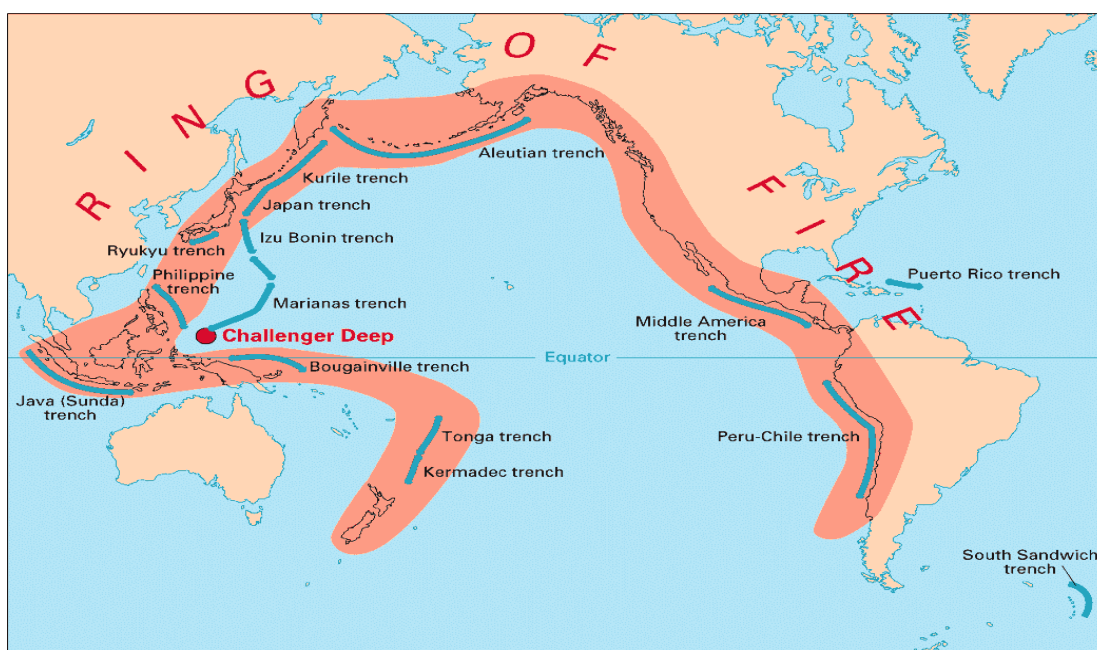 RING OF FIRE
Aleutian trench
Kurile trench
Japan trench
Izu Bonin trench
Ryukyu trench
Philippine
trench
Marianas trench
Challenger Deep
Puerto Rico trench
Middle America
trench
Equator
Bougainville trench
Java (Sunda)
trench
Tonga trench
Kermadec trench
Peru-Chile trench
South Sandwich
trench